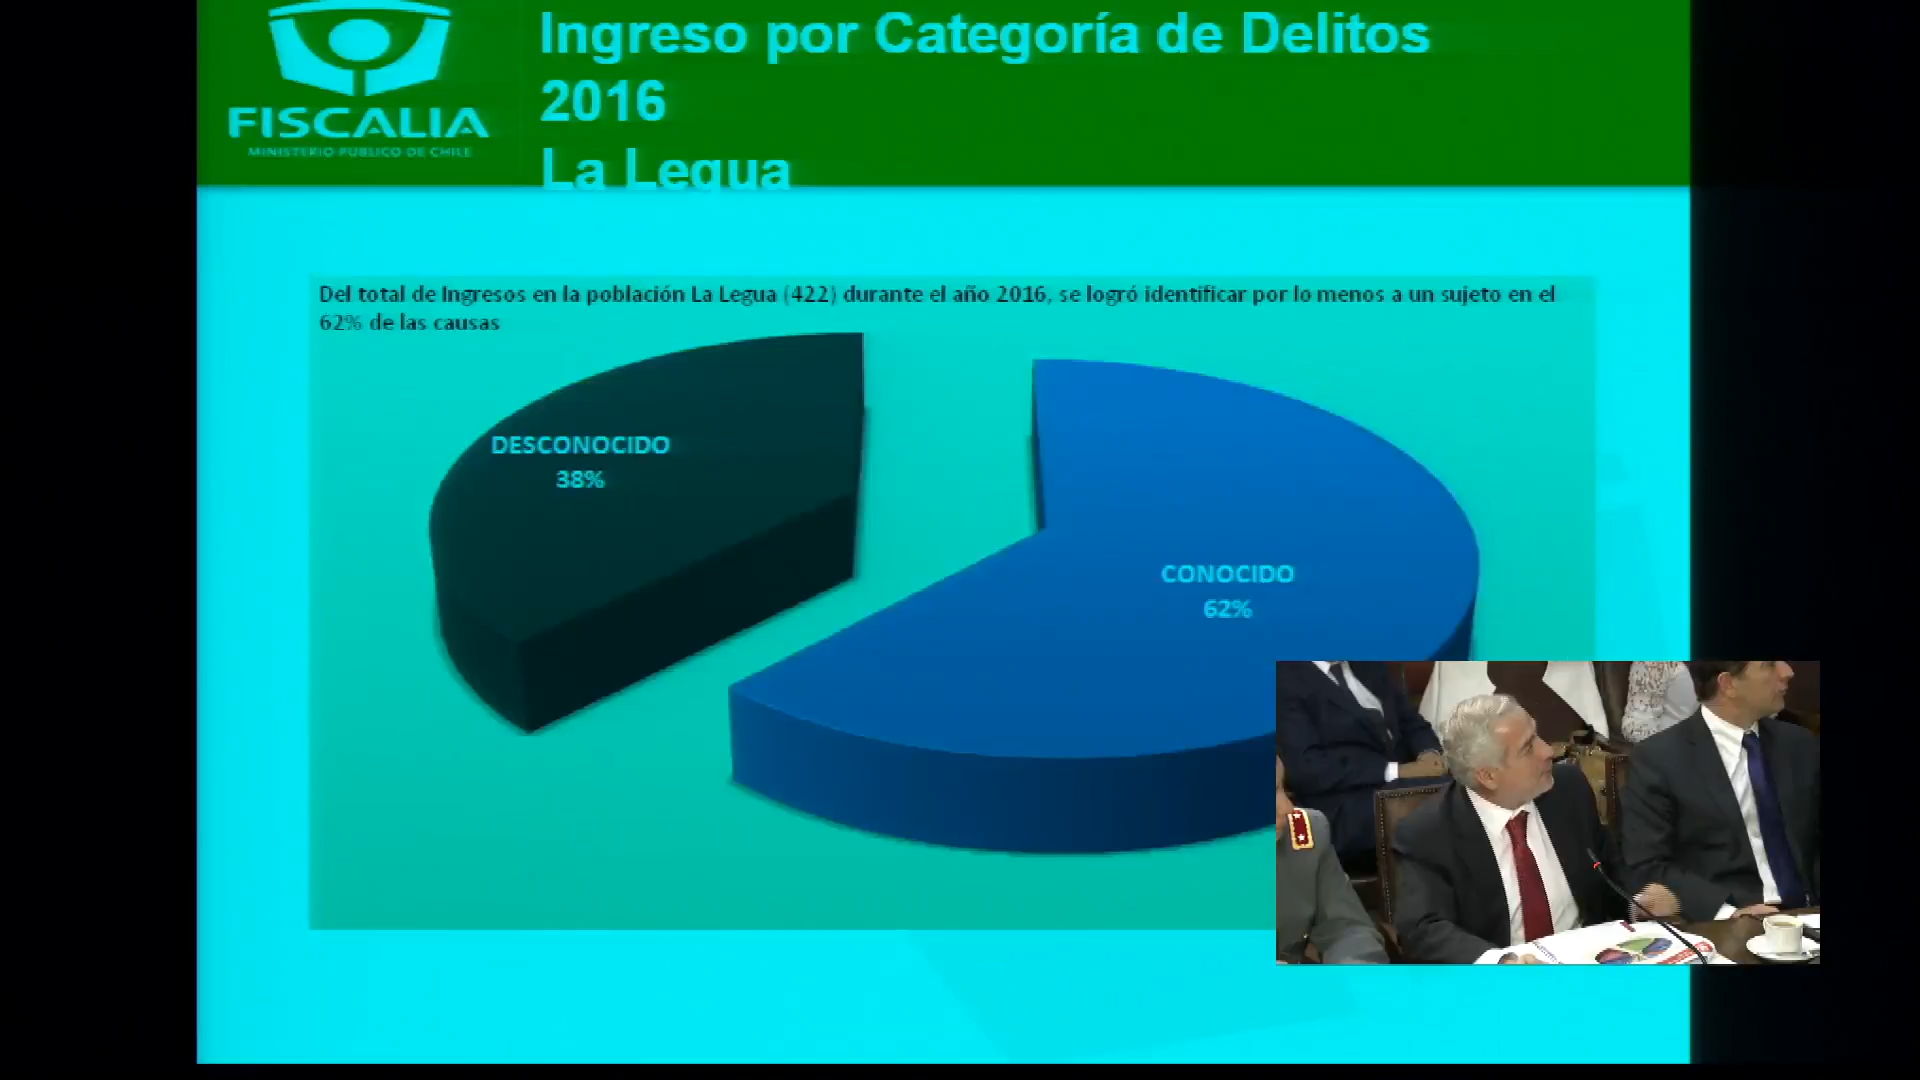 FISCALIA
MINISTERIO PUBLICO DE CHILE
Ingreso por Categoría de Delitos
2016
La Legua
Del total de Ingresos en la población La Legua (422) durante el año 2016, se logró identificar por lo menos a un sujeto en el
62% de las causas
DESCONOCIDO
38%
CONOCIDO
62%